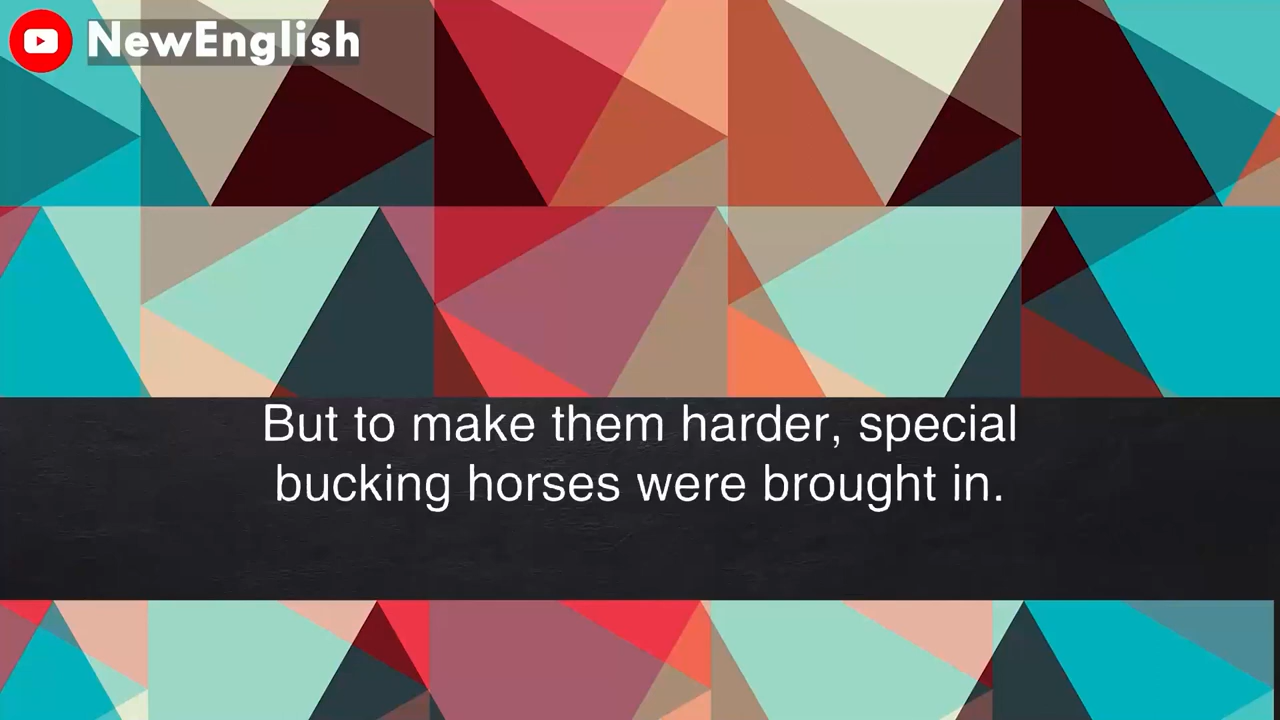 NewEnglish
But to make them harder, special
bucking horses were brought in.